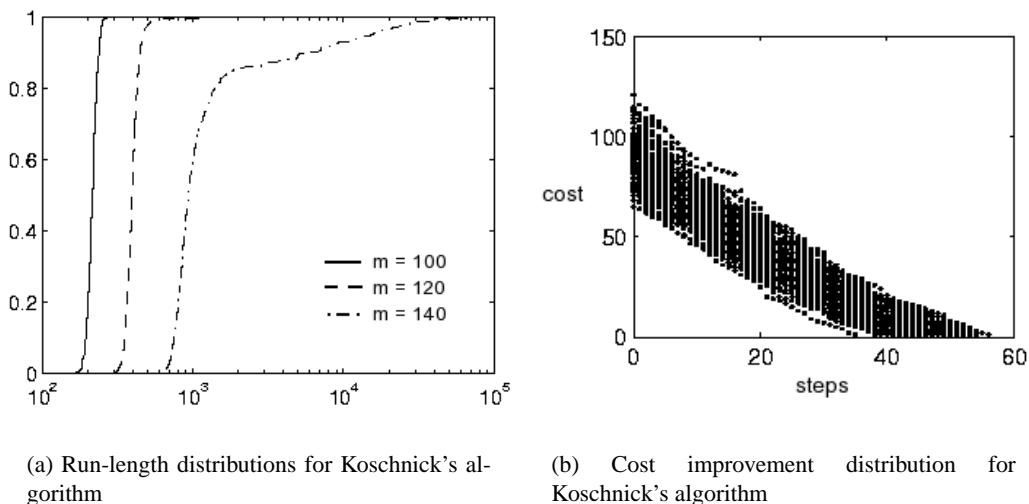 1
0.8
0.6
0.4
0.2
0
10^2
10^3
10^4
10^5
m = 100
m = 120
m = 140
150
100
50
0
cost
0
20
40
60
steps
(a) Run-length distributions for Koschnick's al-
gorithm
(b) Cost improvement distribution for
Koschnick's algorithm